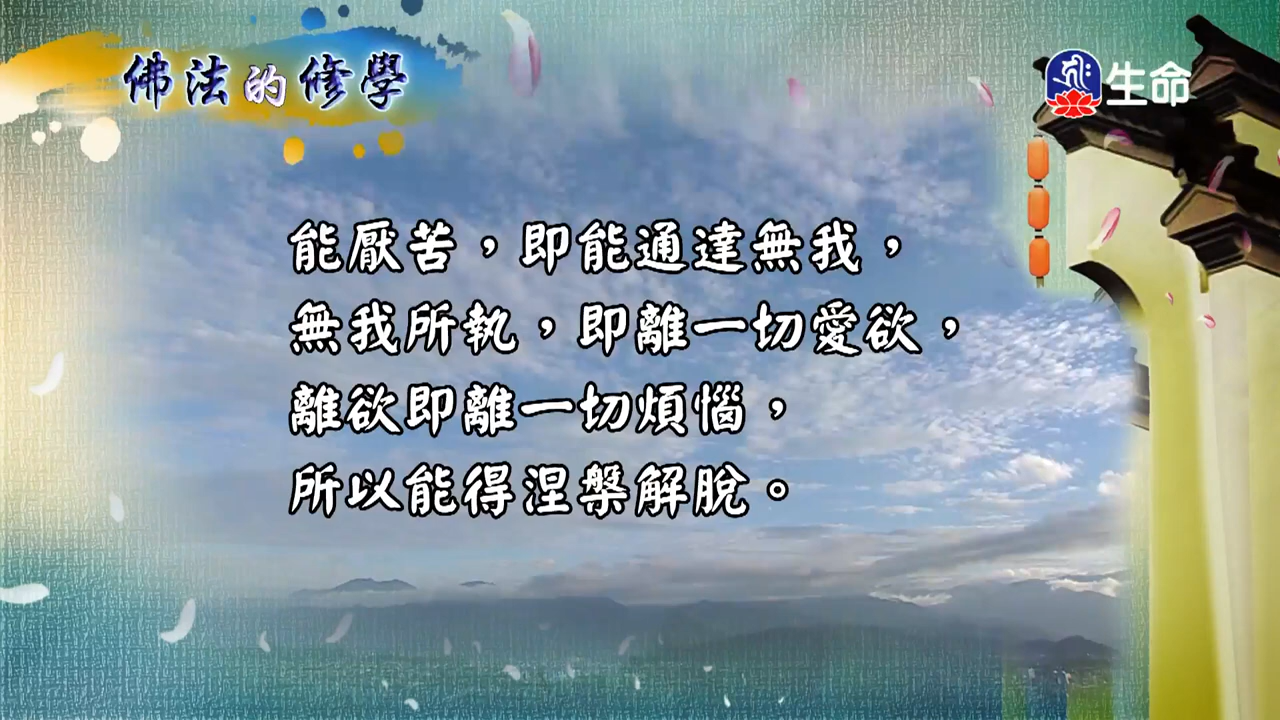 佛法的修學
生命
能厭苦，即能通達無我，
無我所執，即離一切愛欲，
離欲即離一切煩惱，
所以能得涅槃解脫。